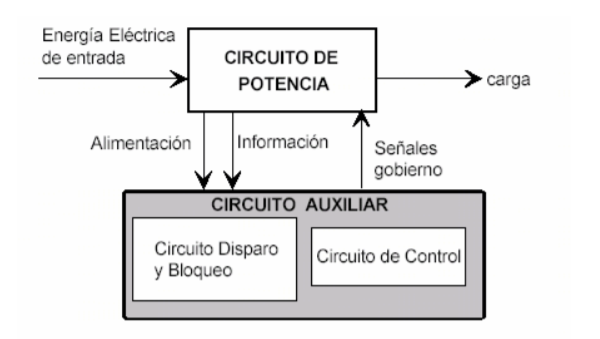 Energía Eléctrica
de entrada
CIRCUITO DE
POTENCIA
carga
Alimentación
Información
Señales
gobierno
CIRCUITO AUXILIAR
Circuito Disparo
y Bloqueo
Circuito de Control